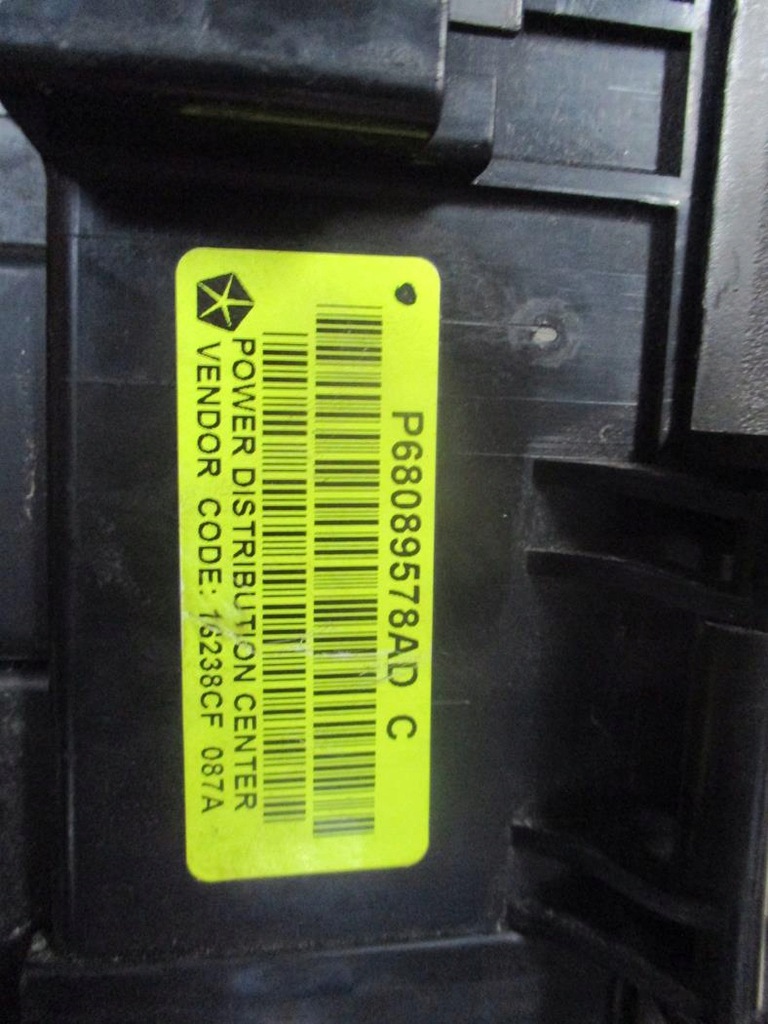 P68089578AD C
POWER DISTRIBUTION CENTER
VENDOR CODE: 16238CF 087A